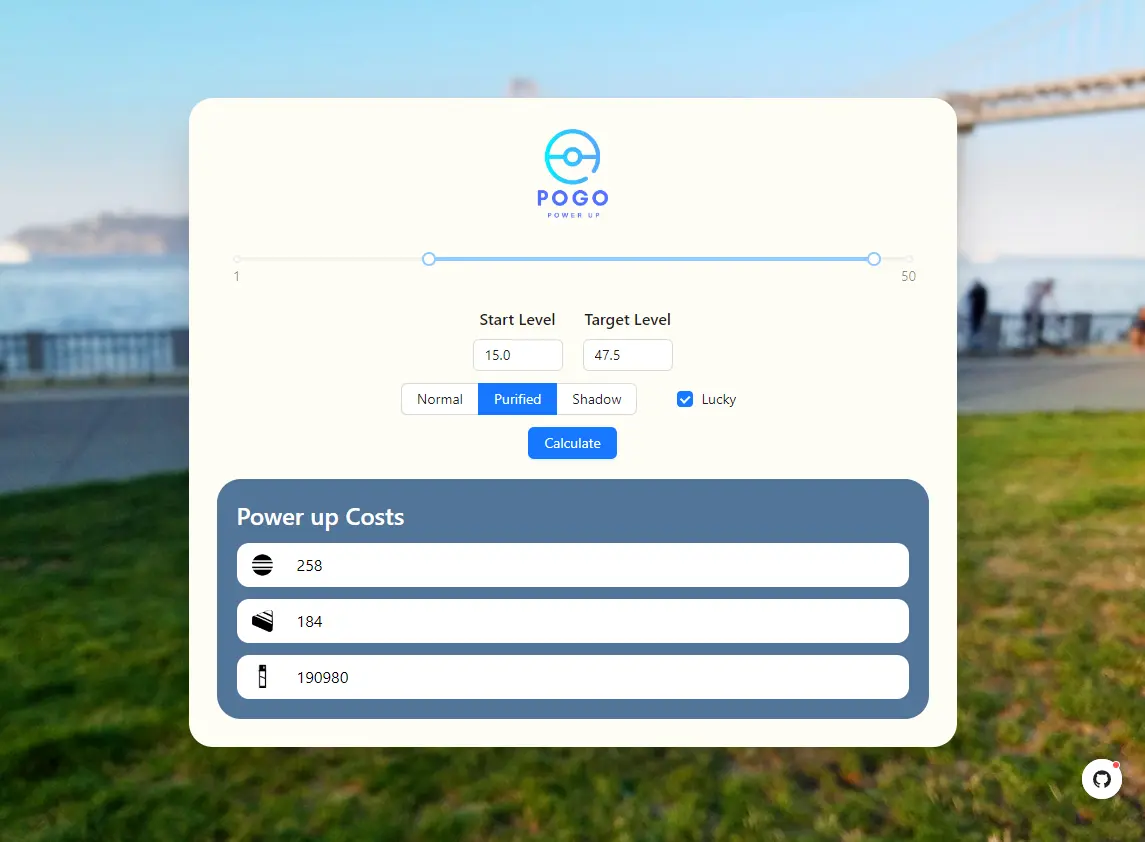 POGO
POWER UP
1
50
Start Level Target Level
15.0 47.5
Normal Purified Shadow Lucky
Calculate
Power up Costs
258
184
190980